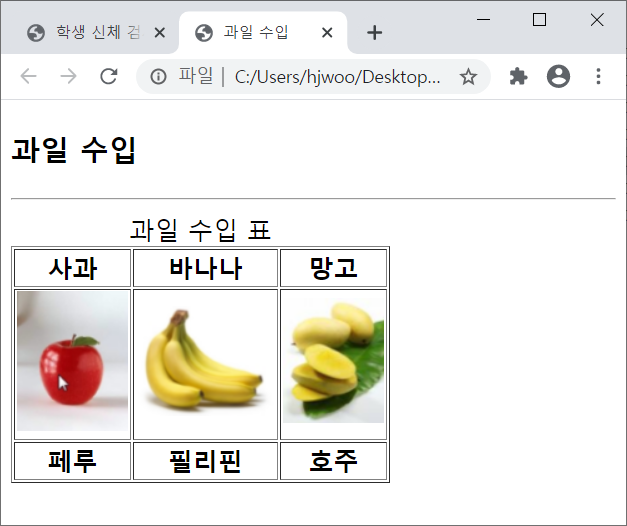 학생 신체 검
과일 수입
파일 | C:/Users/hjwoo/Desktop...
과일 수입
과일 수입 표
사과 바나나 망고
페루 필리핀 호주